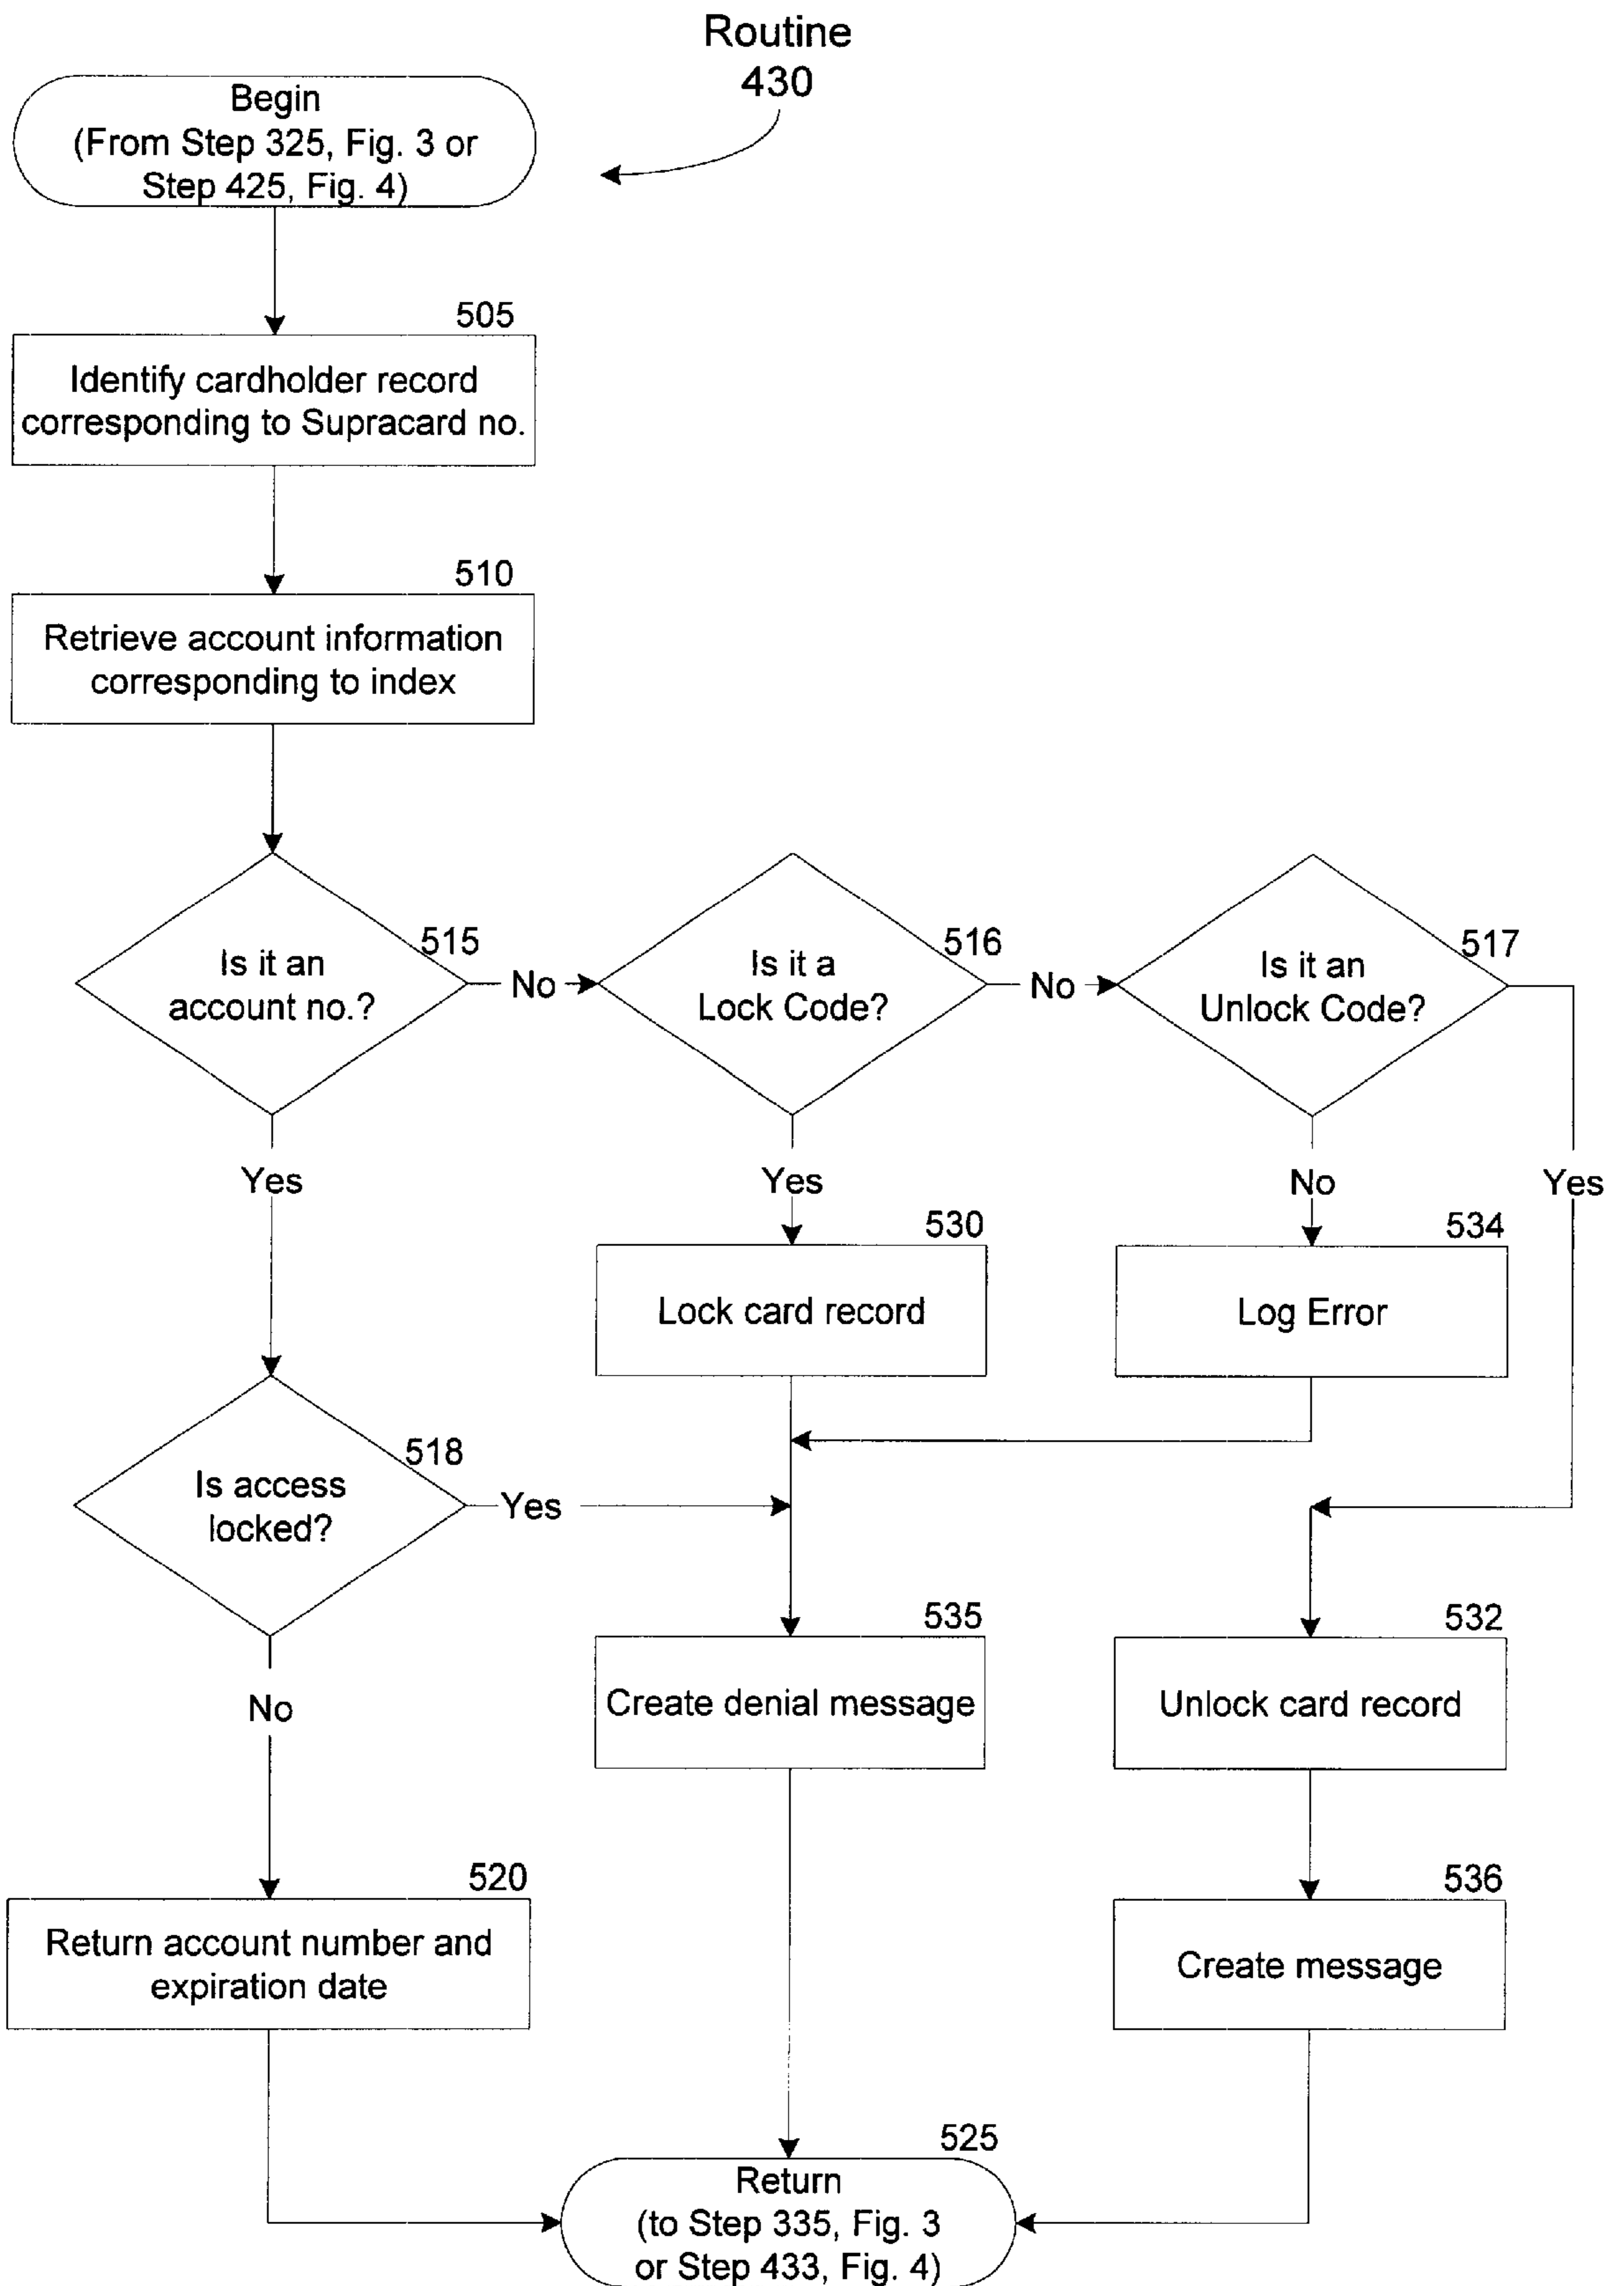 Routine
430
Begin
(From Step 325, Fig. 3 or
Step 425, Fig. 4)
505
Identify cardholder record
corresponding to Supracard no.
510
Retrieve account information
corresponding to index
515
Is it an
account no.?
No
516
Is it a
Lock Code?
No
517
Is it an
Unlock Code?
Yes
Yes
No
Yes
530
Lock card record
534
Log Error
518
Is access
locked?
Yes
535
Create denial message
532
Unlock card record
No
520
Return account number and
expiration date
536
Create message
525
Return
(to Step 335, Fig. 3
or Step 433, Fig. 4)